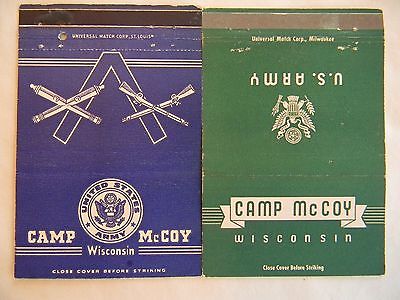 UNIVERSAL MATCH CORP., ST. LOUIS
UNITED STATES
ARMY
CAMP McCOY
Wisconsin
CLOSE COVER BEFORE STRIKING
Universal Match Corp., Milwaukee
U.S. ARMY
CAMP McCOY
WISCONSIN
Close Cover Before Striking